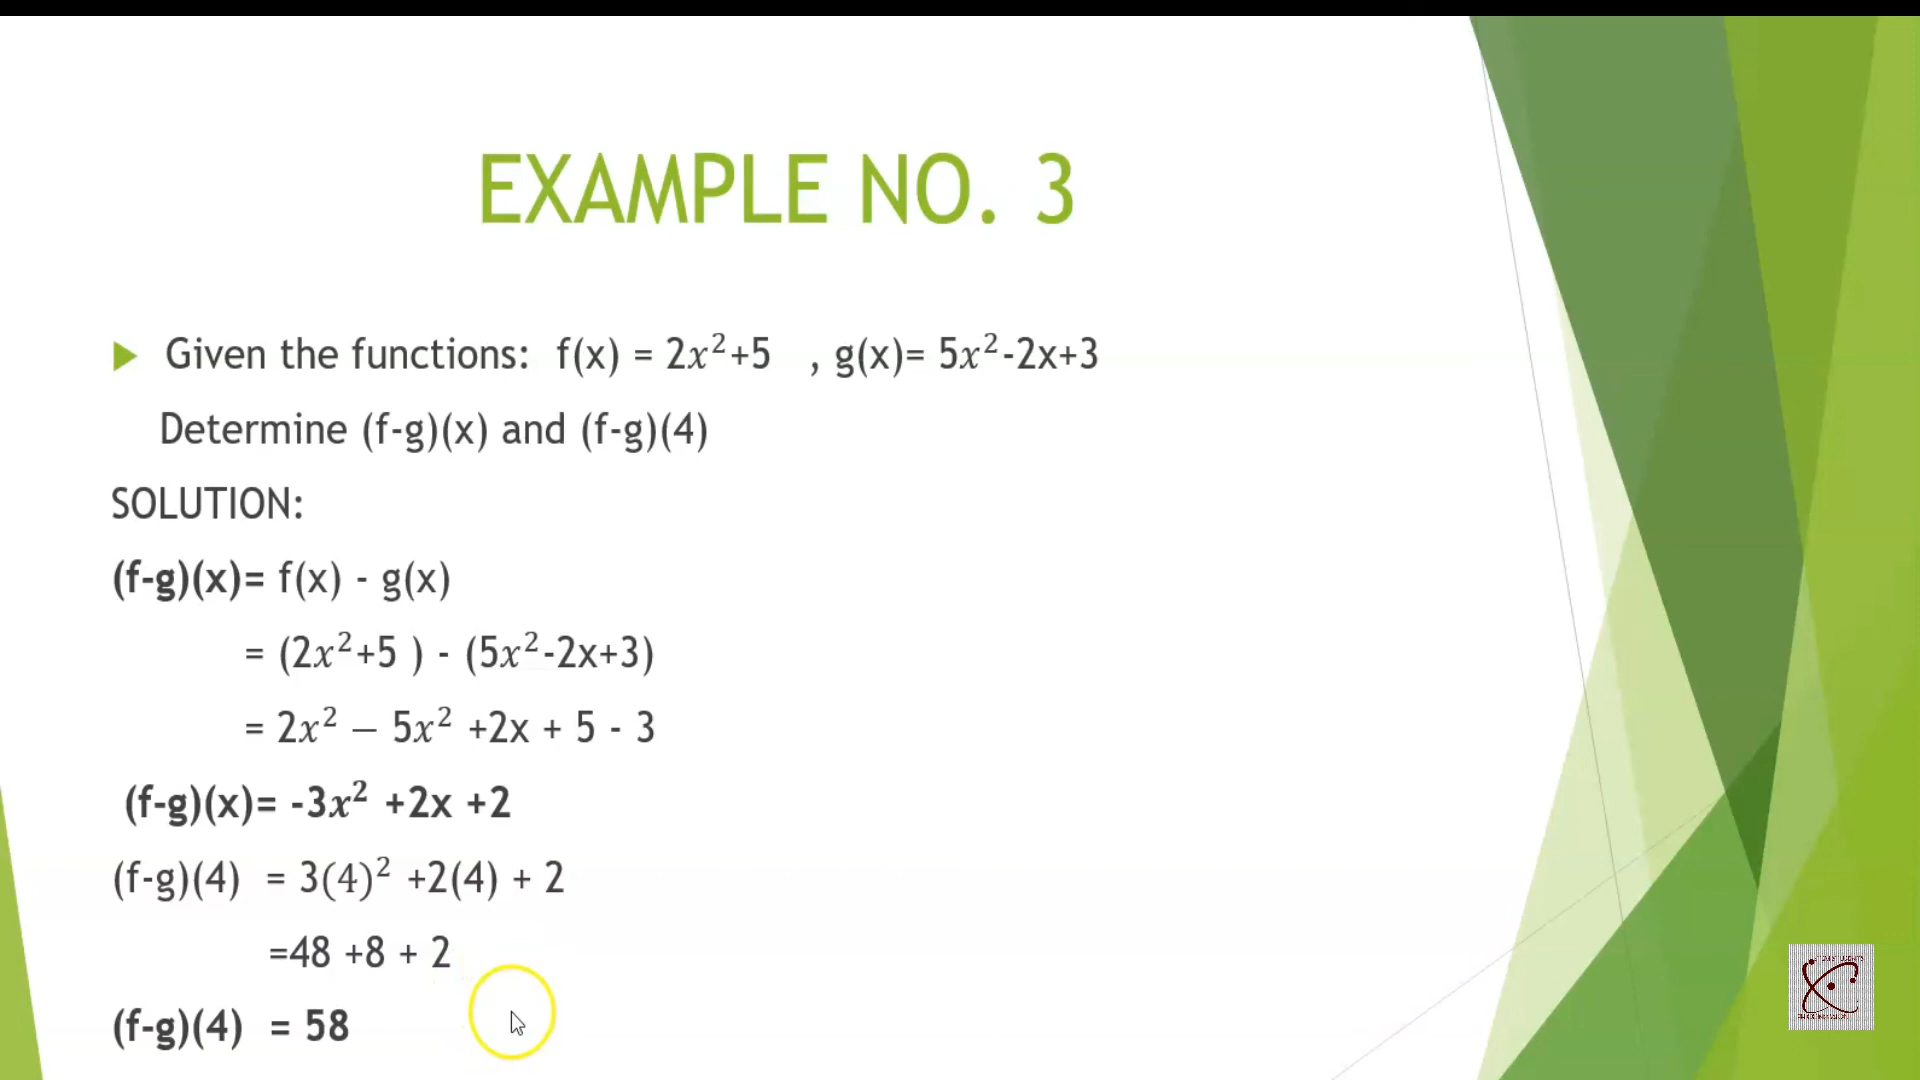 EXAMPLE NO. 3
Given the functions: f(x) = 2x²+5 , g(x)= 5x²-2x+3
Determine (f-g)(x) and (f-g)(4)
SOLUTION:
(f-g)(x)= f(x) - g(x)
= (2x²+5 ) - (5x²-2x+3)
= 2x² − 5x² +2x + 5 - 3
(f-g)(x)= -3x² +2x +2
(f-g)(4) = 3(4)² +2(4) + 2
=48 +8 + 2
(f-g)(4) = 58